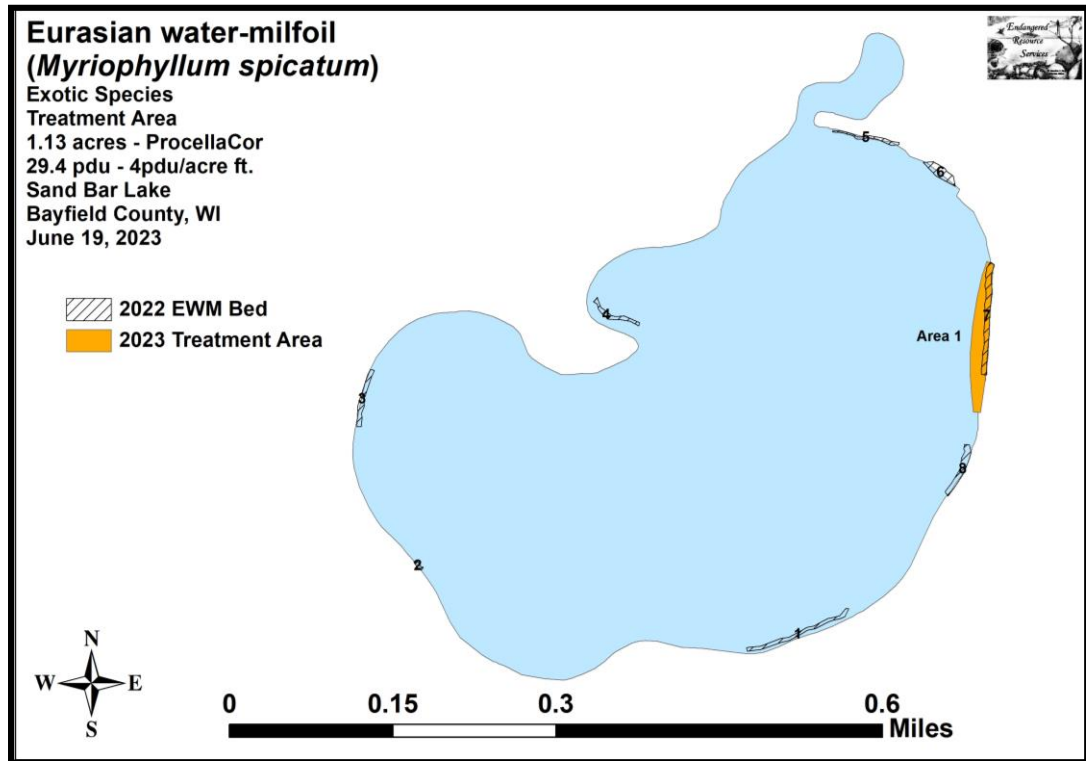 Eurasian water-milfoil
(Myriophyllum spicatum)
Exotic Species
Treatment Area
1.13 acres - ProcellaCor
29.4 pdu - 4pdu/acre ft.
Sand Bar Lake
Bayfield County, WI
June 19, 2023
Endangered
Resource
Services
2022 EWM Bed
2023 Treatment Area
5
6
7
Area 1
4
3
8
2
1
N
W E
S
0 0.15 0.3 0.6
Miles